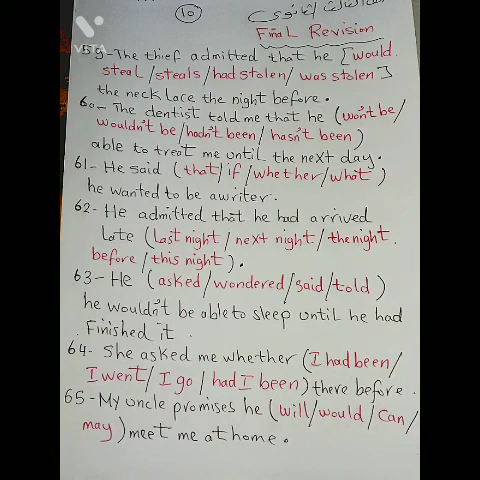 10
Final Revision
VITA
59- The thief admitted that he [would
steal / steals / had stolen / was stolen]
the neck lace the night before.
60- The dentist told me that he (won't be/
wouldn't be / hadn't been / hasn't been)
able to treat me until the next day.
61- He said (that / if / whether / what)
he wanted to be awriter.
62- He admitted that he had arrived
late (last night / next night / the night
before / this night).
63- He (asked / wondered / said / told)
he wouldn't be able to sleep until he had
Finished it.
64- She asked me whether (I had been/
I went / I go / had I been) there before.
65- My uncle promises he (will / would / Can /
may) meet me at home.